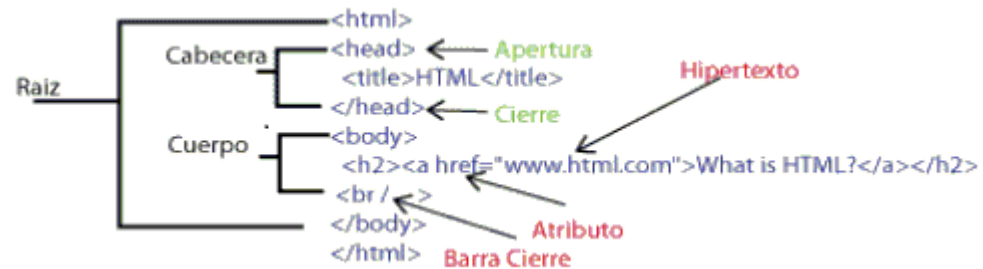 <html>
Cabecera <head> Apertura
<title>HTML</title> Hipertexto
Raiz
</head> Cierre
<body>
Cuerpo
<h2><a href="www.html.com">What is HTML?</a></h2>
<br / >
</body> Atributo
</html> Barra Cierre